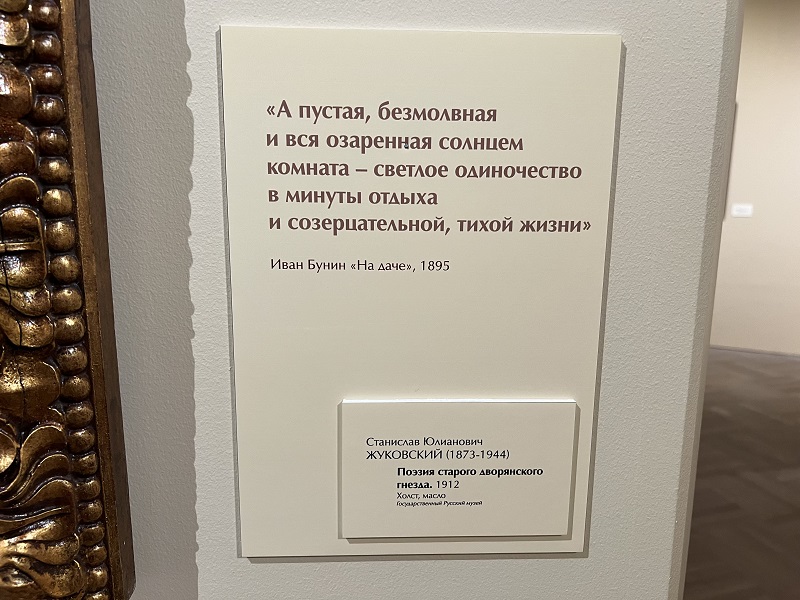 «А пустая, безмолвная
и вся озаренная солнцем
комната – светлое одиночество
в минуты отдыха
и созерцательной, тихой жизни»
Иван Бунин «На даче», 1895
Станислав Юлианович
ЖУКОВСКИЙ (1873-1944)
Поэзия старого дворянского
гнезда. 1912
Холст, масло
Государственный Русский музей